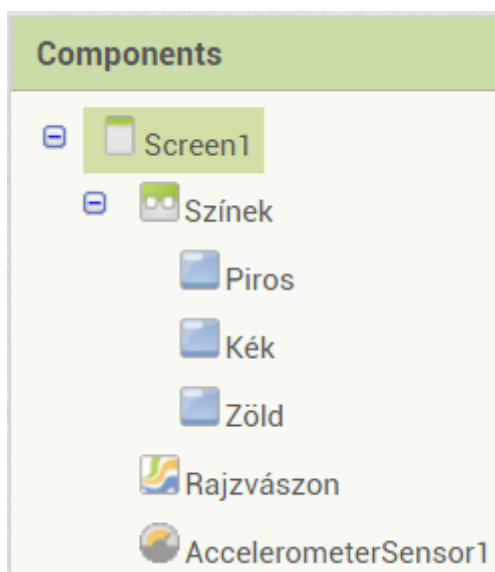 Components
Screen1
Színek
Piros
Kék
Zöld
Rajzvászon
AccelerometerSensor1